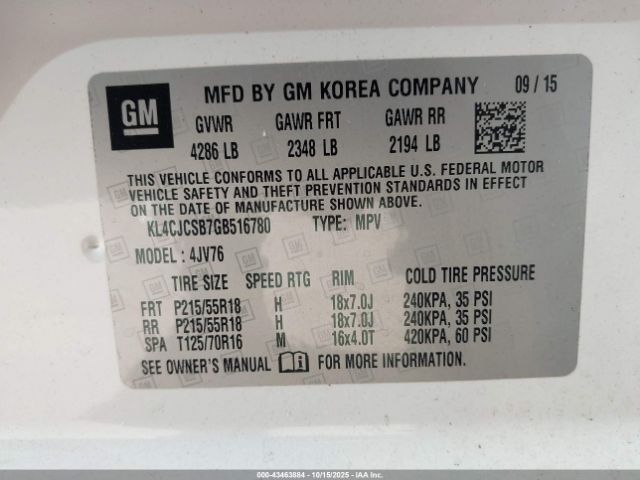 GM MFD BY GM KOREA COMPANY 09 / 15
GVWR GAWR FRT GAWR RR
4286 LB 2348 LB 2194 LB
THIS VEHICLE CONFORMS TO ALL APPLICABLE U.S. FEDERAL MOTOR
VEHICLE SAFETY AND THEFT PREVENTION STANDARDS IN EFFECT
ON THE DATE OF MANUFACTURE SHOWN ABOVE.
KL4CJCSB7GB516780 TYPE: MPV
MODEL : 4JV76
TIRE SIZE SPEED RTG RIM COLD TIRE PRESSURE
FRT P215/55R18 H 18x7.0J 240KPA, 35 PSI
RR P215/55R18 H 18x7.0J 240KPA, 35 PSI
SPA T125/70R16 M 16x4.0T 420KPA, 60 PSI
SEE OWNER'S MANUAL FOR MORE INFORMATION.
000-43463884 - 10/15/2025 - IAAI.com